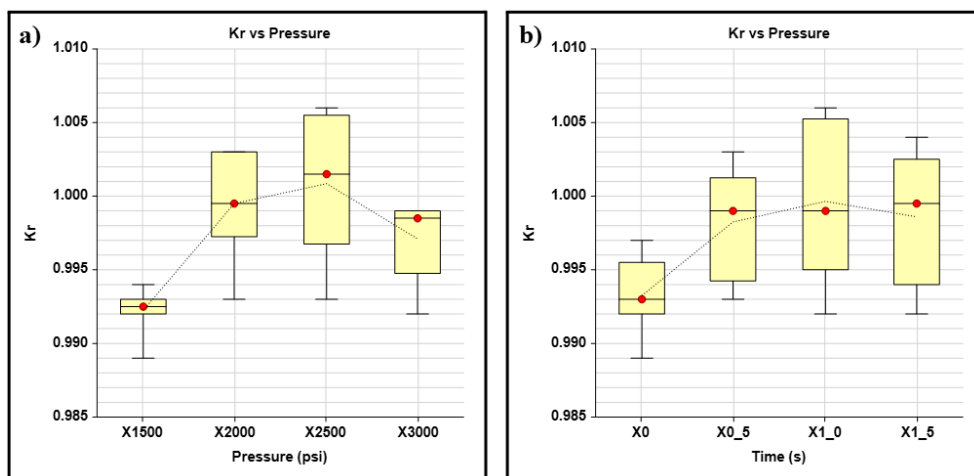 a)
Kr vs Pressure
1.010
1.005
1.000
0.995
0.990
0.985
Kr
X1500 X2000 X2500 X3000
Pressure (psi)
b)
Kr vs Pressure
1.010
1.005
1.000
0.995
0.990
0.985
Kr
X0 X0_5 X1_0 X1_5
Time (s)